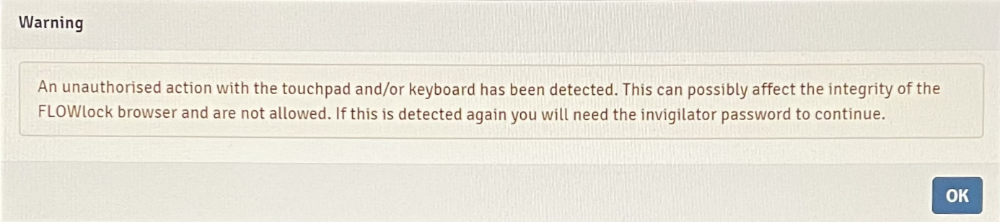 Warning
An unauthorised action with the touchpad and/or keyboard has been detected. This can possibly affect the integrity of the
FLOWlock browser and are not allowed. If this is detected again you will need the invigilator password to continue.
OK